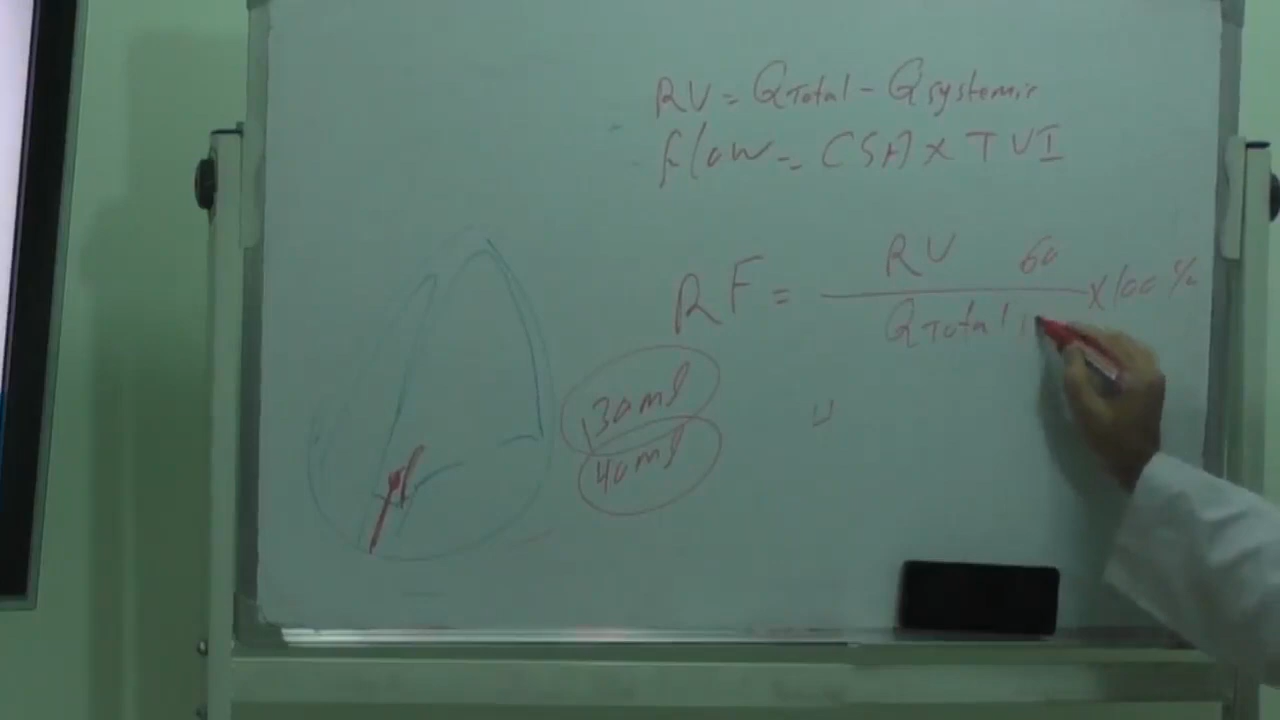 RV = QTotal - Qsystemic
flow = CSA x TVI
RF = RV 60
QTotal x 100 %
30ml
40ml